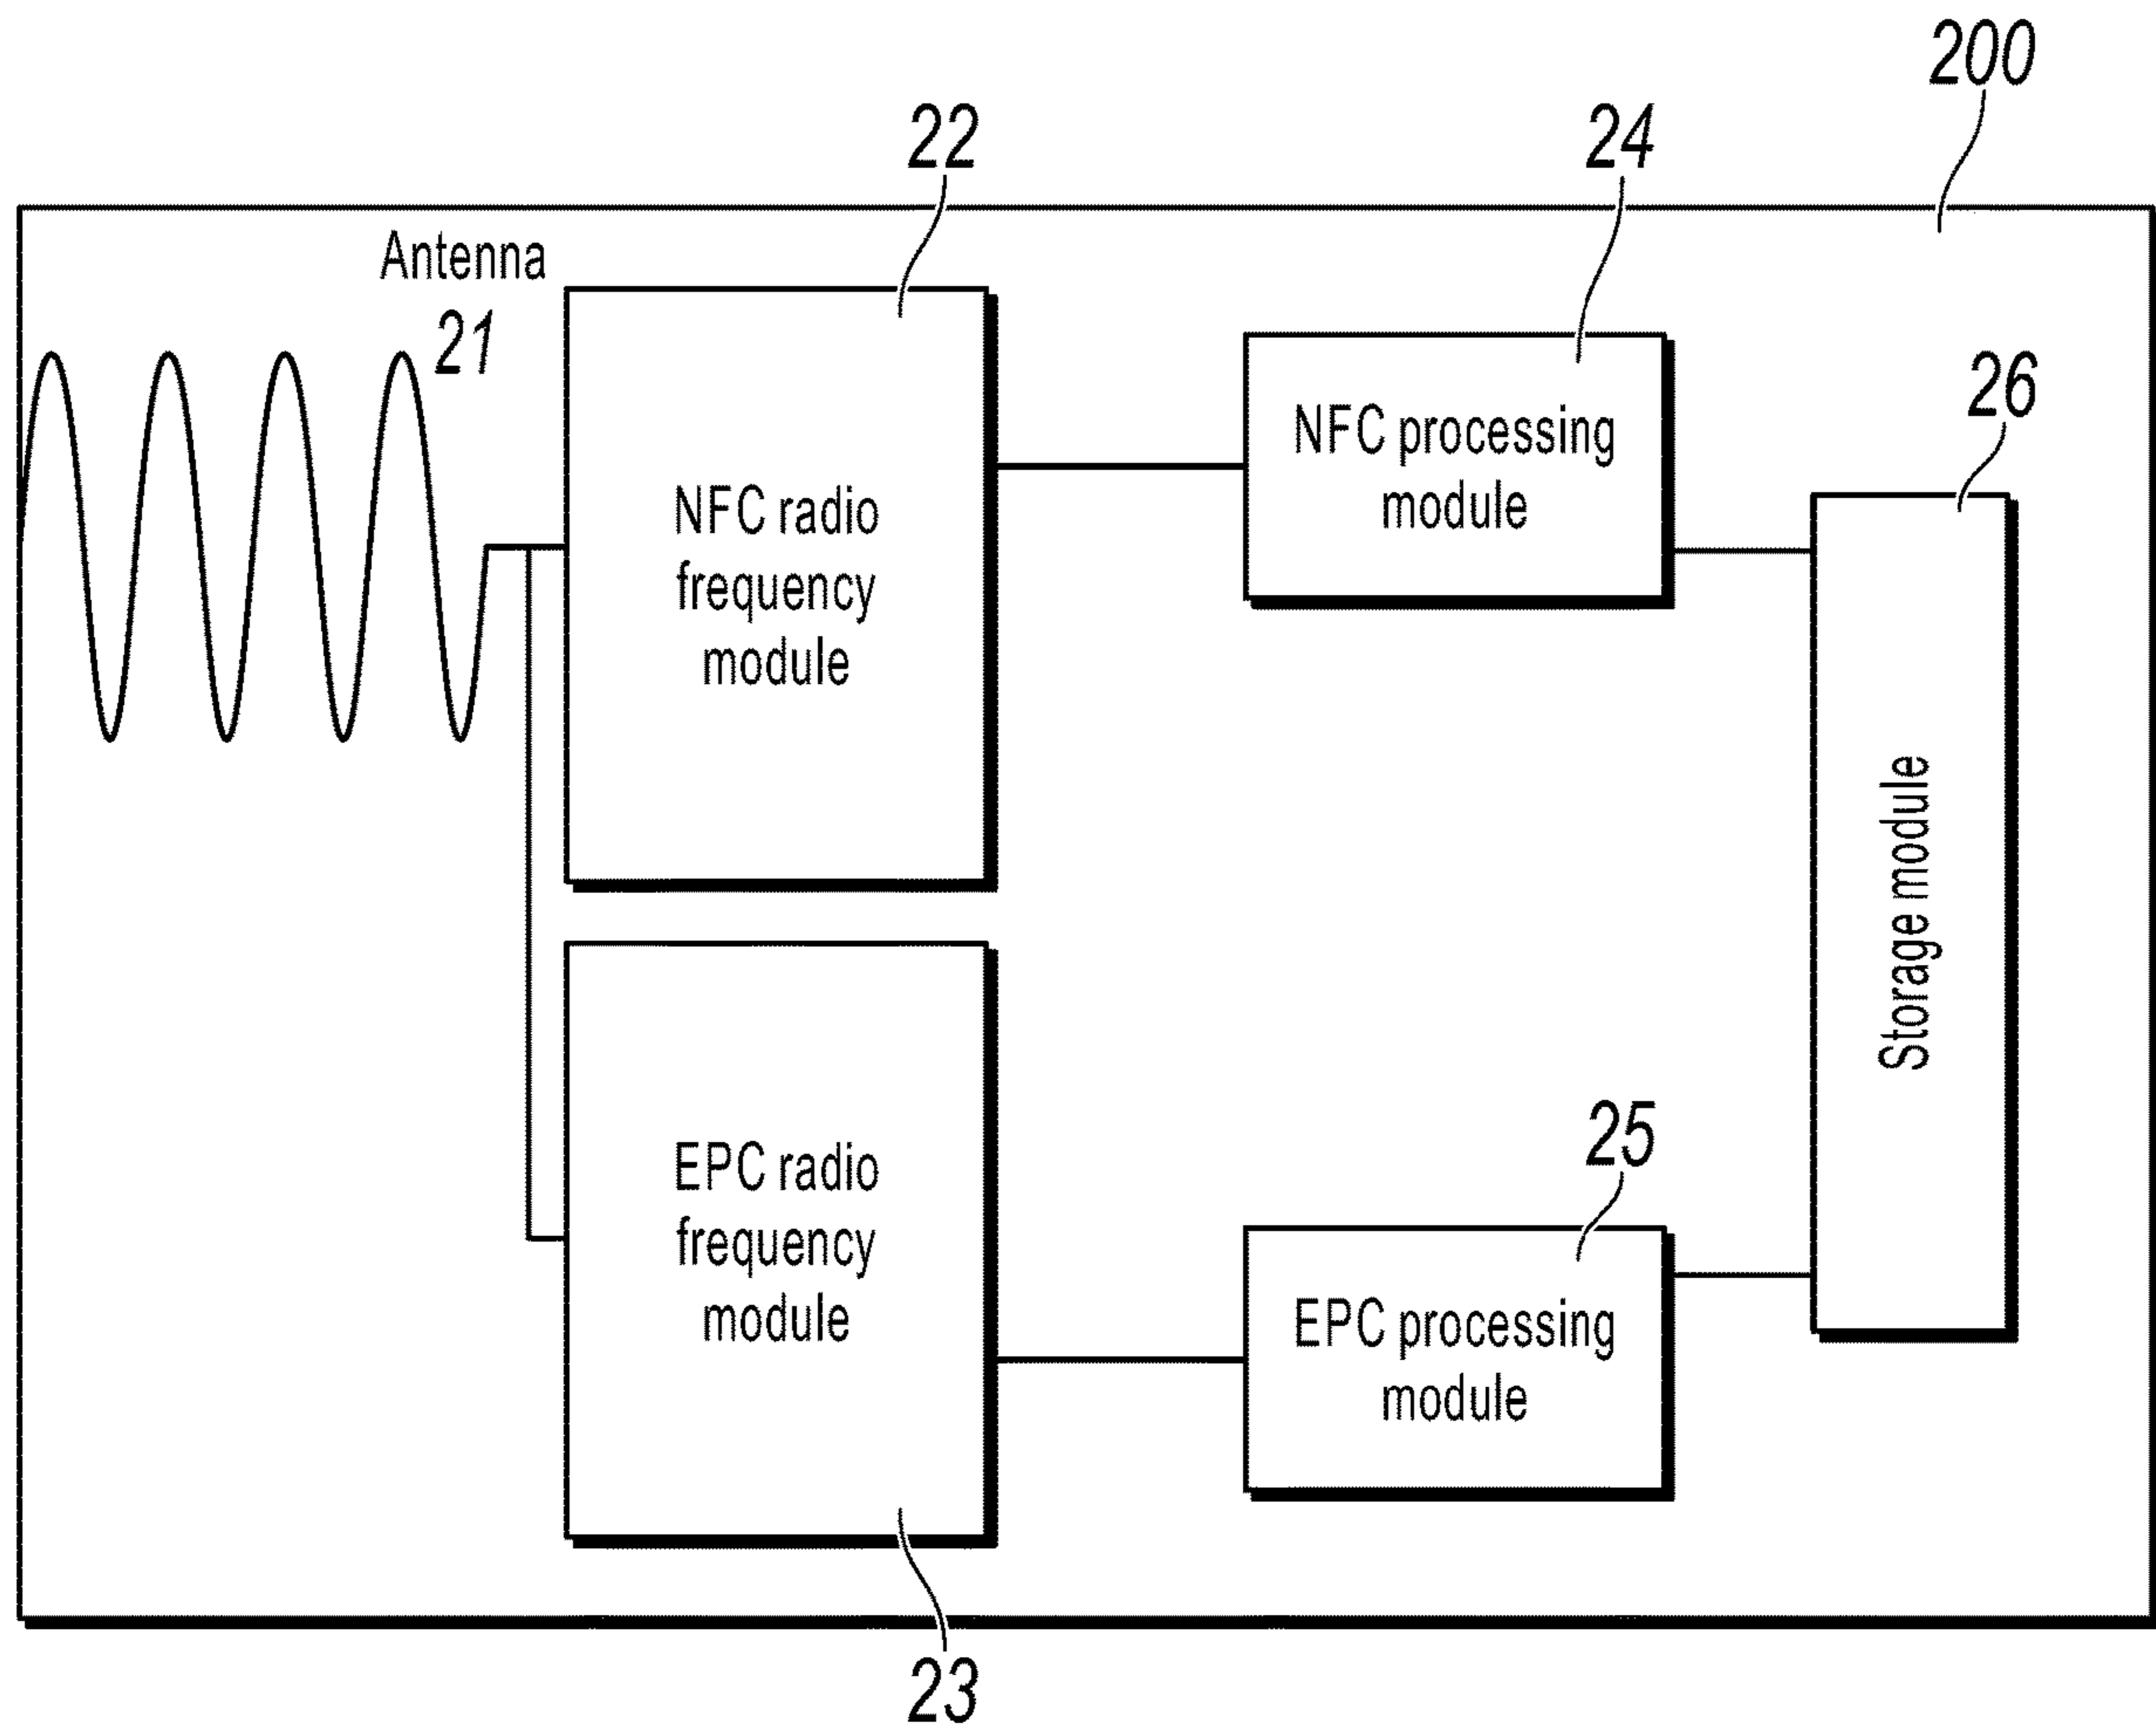 200
22
24
Antenna
21
26
NFC processing
module
NFC radio
frequency
module
Storage module
25
EPC radio
frequency
module
EPC processing
module
23